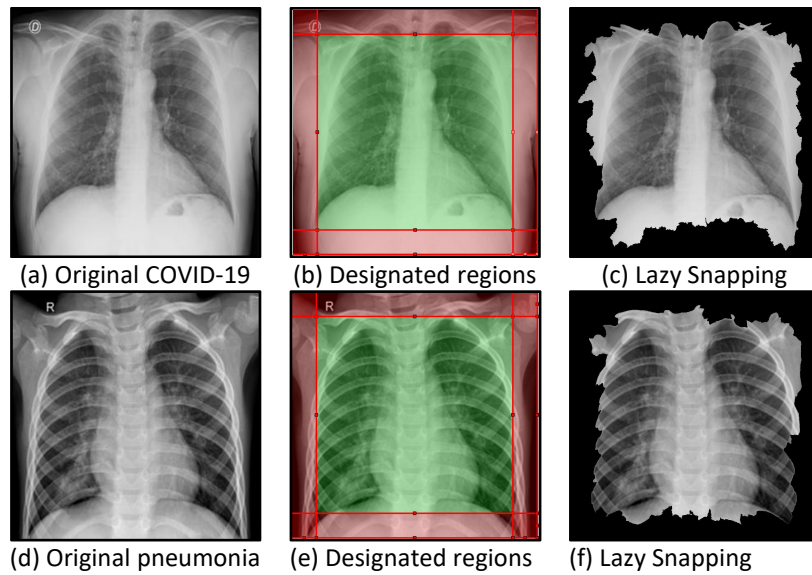 D
D
(a) Original COVID-19
(b) Designated regions
(c) Lazy Snapping
R
R
(d) Original pneumonia
(e) Designated regions
(f) Lazy Snapping